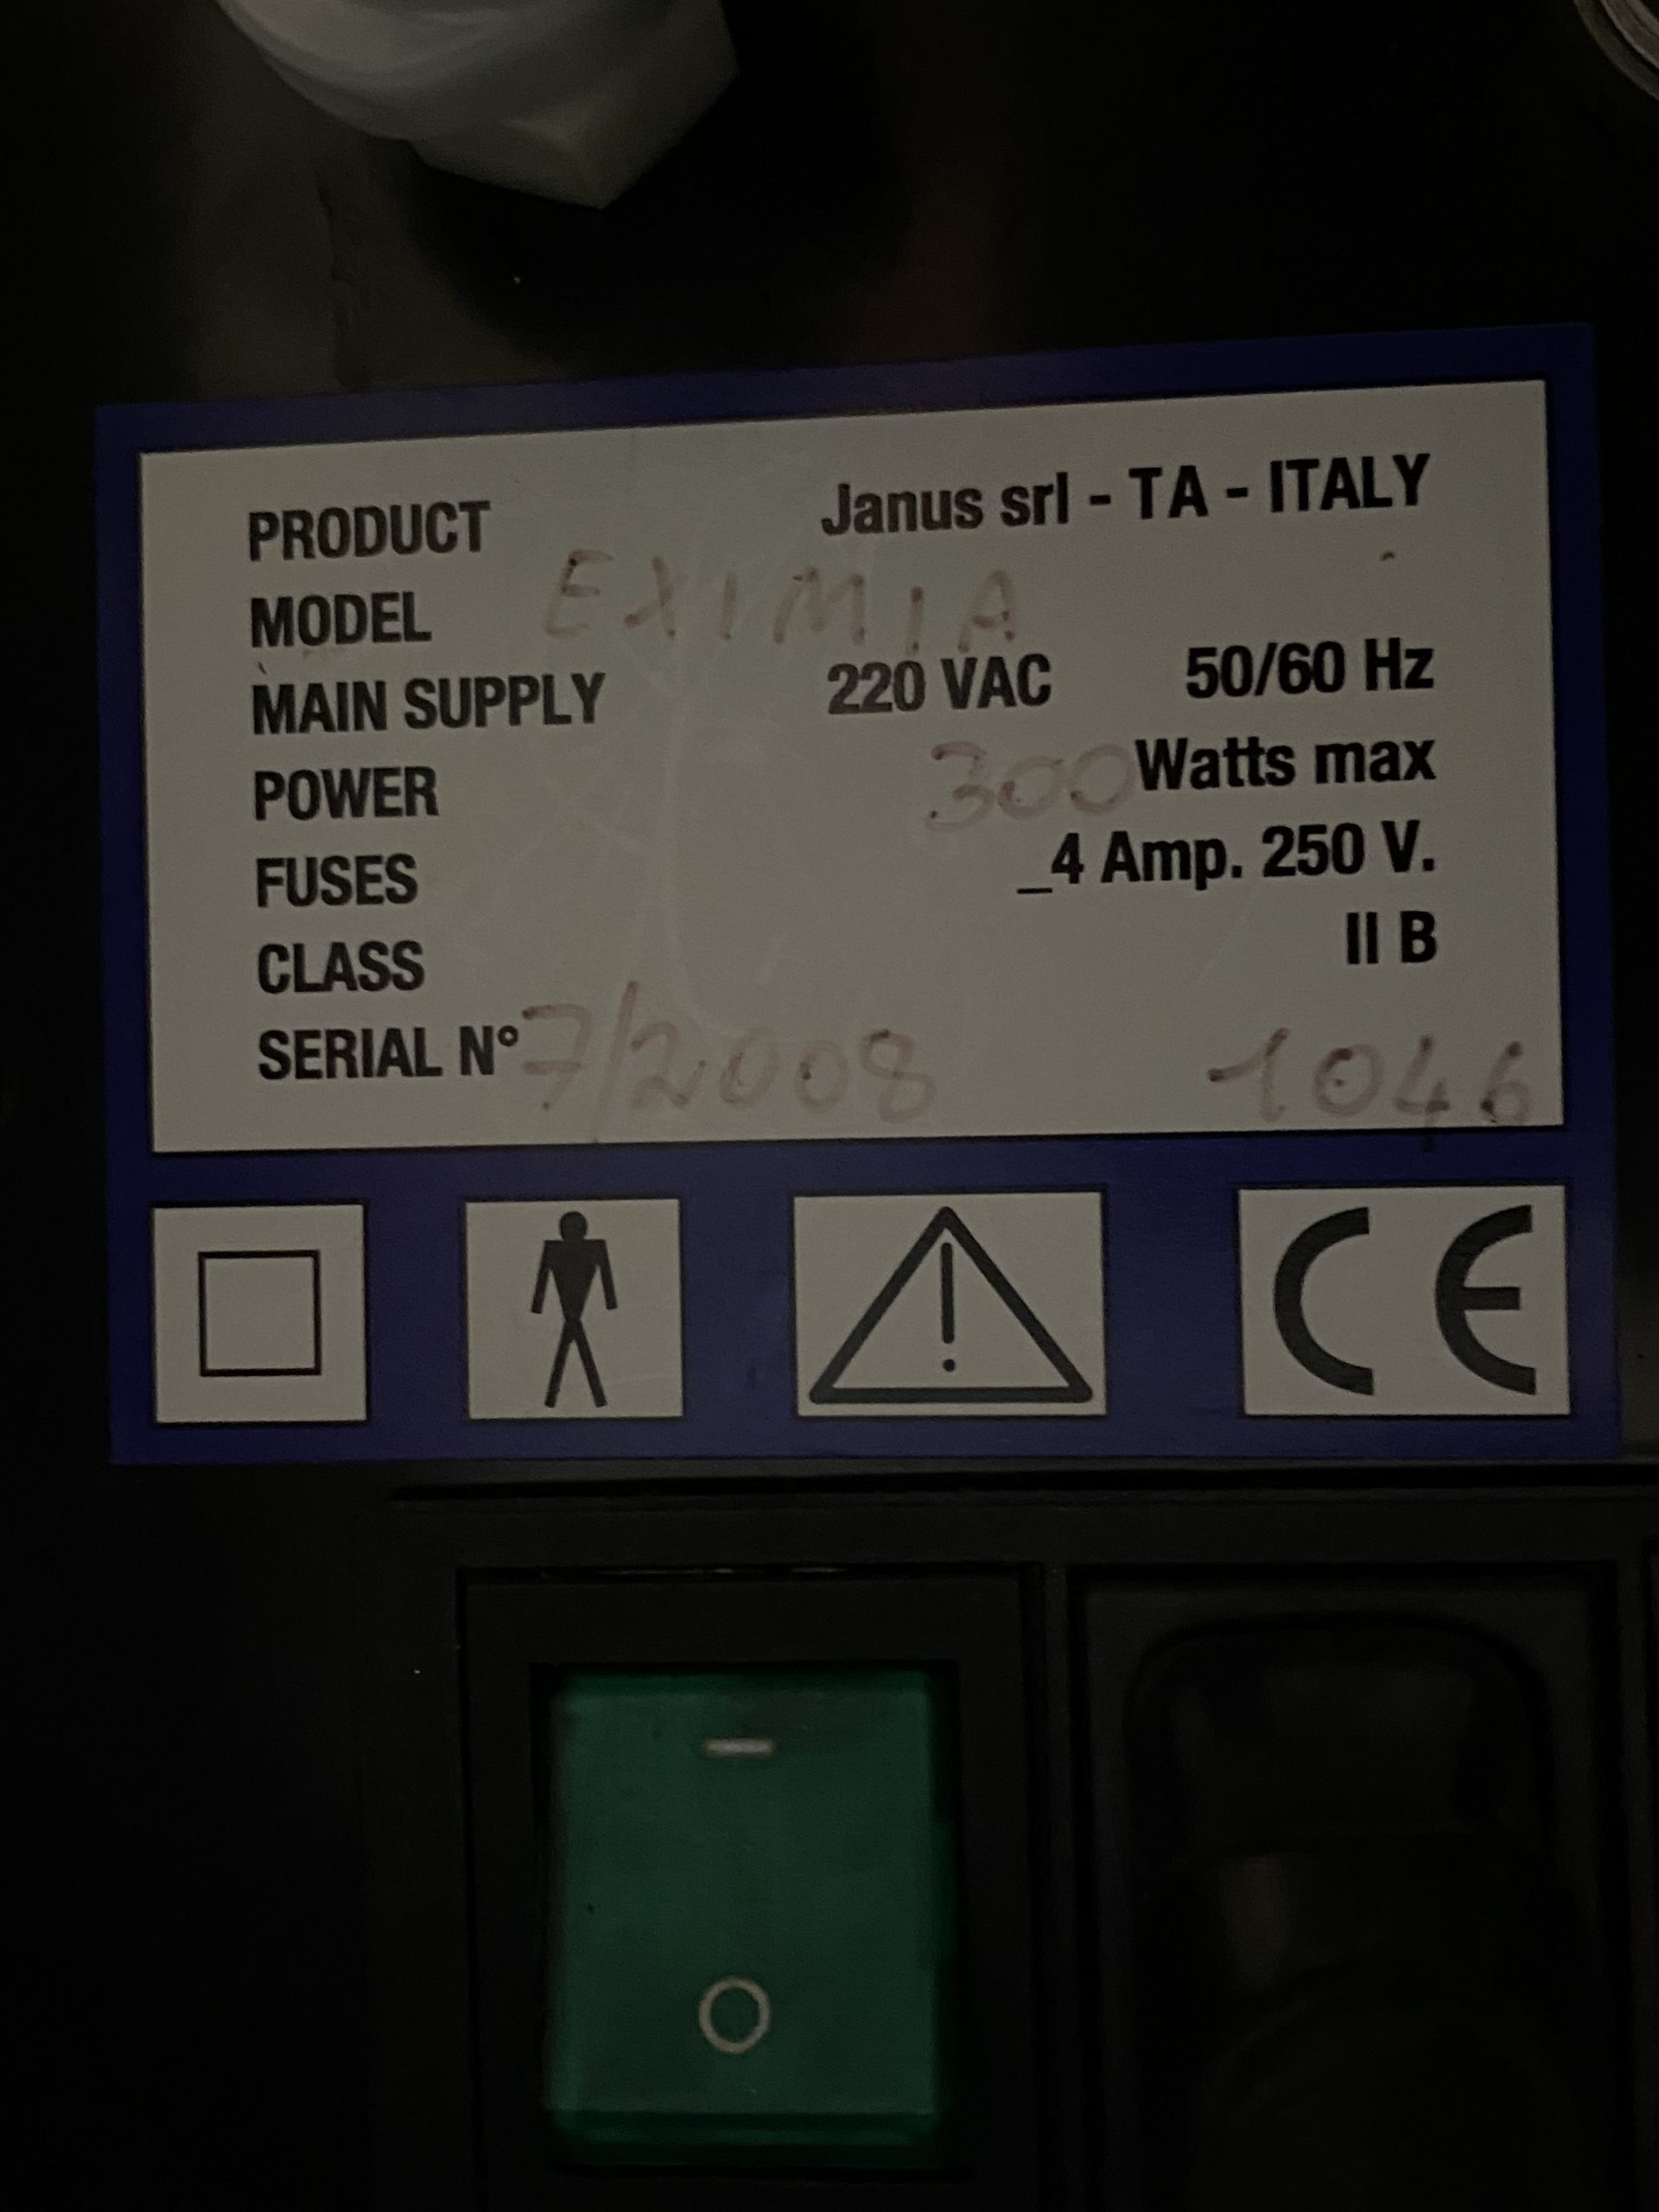 PRODUCT Janus srl - TA - ITALY
MODEL EXIMIA
MAIN SUPPLY 220 VAC 50/60 Hz
POWER 300 Watts max
FUSES _4 Amp. 250 V.
CLASS II B
SERIAL N° 7/2008 1046
CE